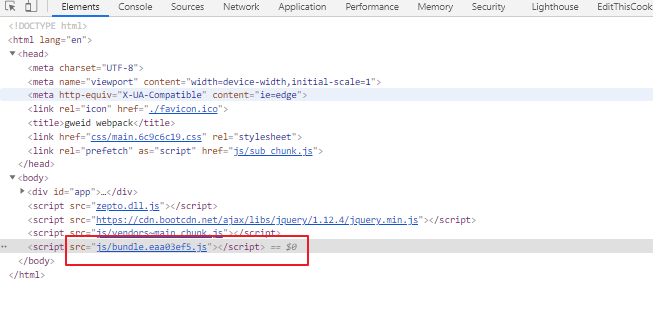 Elements Console Sources Network Application Performance Memory Security Lighthouse EditThisCook
<!DOCTYPE html>
<html lang="en">
<head>
<meta charset="UTF-8">
<meta name="viewport" content="width=device-width,initial-scale=1">
<meta http-equiv="X-UA-Compatible" content="ie=edge">
<link rel="icon" href="./favicon.ico">
<title>gweid webpack</title>
<link href="css/main.6c9c6c19.css" rel="stylesheet">
<link rel="prefetch" as="script" href="js/sub_chunk.js">
</head>
<body>
<div id="app">…</div>
<script src="zepto.dll.js"></script>
<script src="https://cdn.bootcdn.net/ajax/libs/jquery/1.12.4/jquery.min.js"></script>
<script src="js/vendors~main_chunk.js"></script>
<script src="js/bundle.eaa03ef5.js"></script> == $0
</body>
</html>